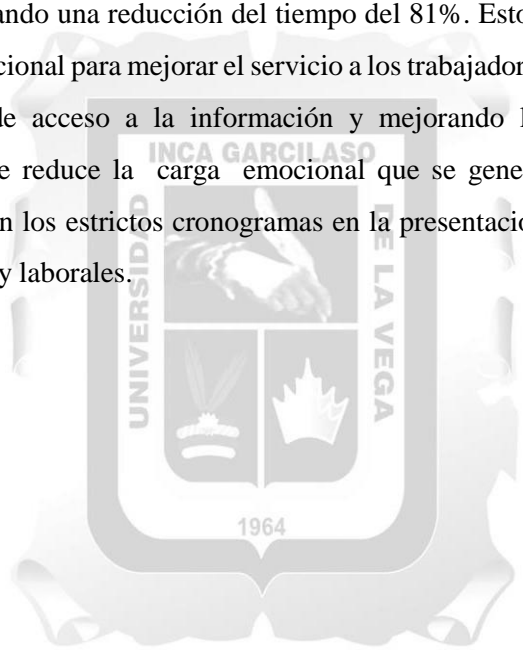 ando una reducción del tiempo del 81%. Esto
cional para mejorar el servicio a los trabajador
de acceso a la información y mejorando l
e reduce la carga emocional que se gene
n los estrictos cronogramas en la presentacio
y laborales.
UNIVERSIDAD
INCA GARCILASO
DE LA VEGA
1964